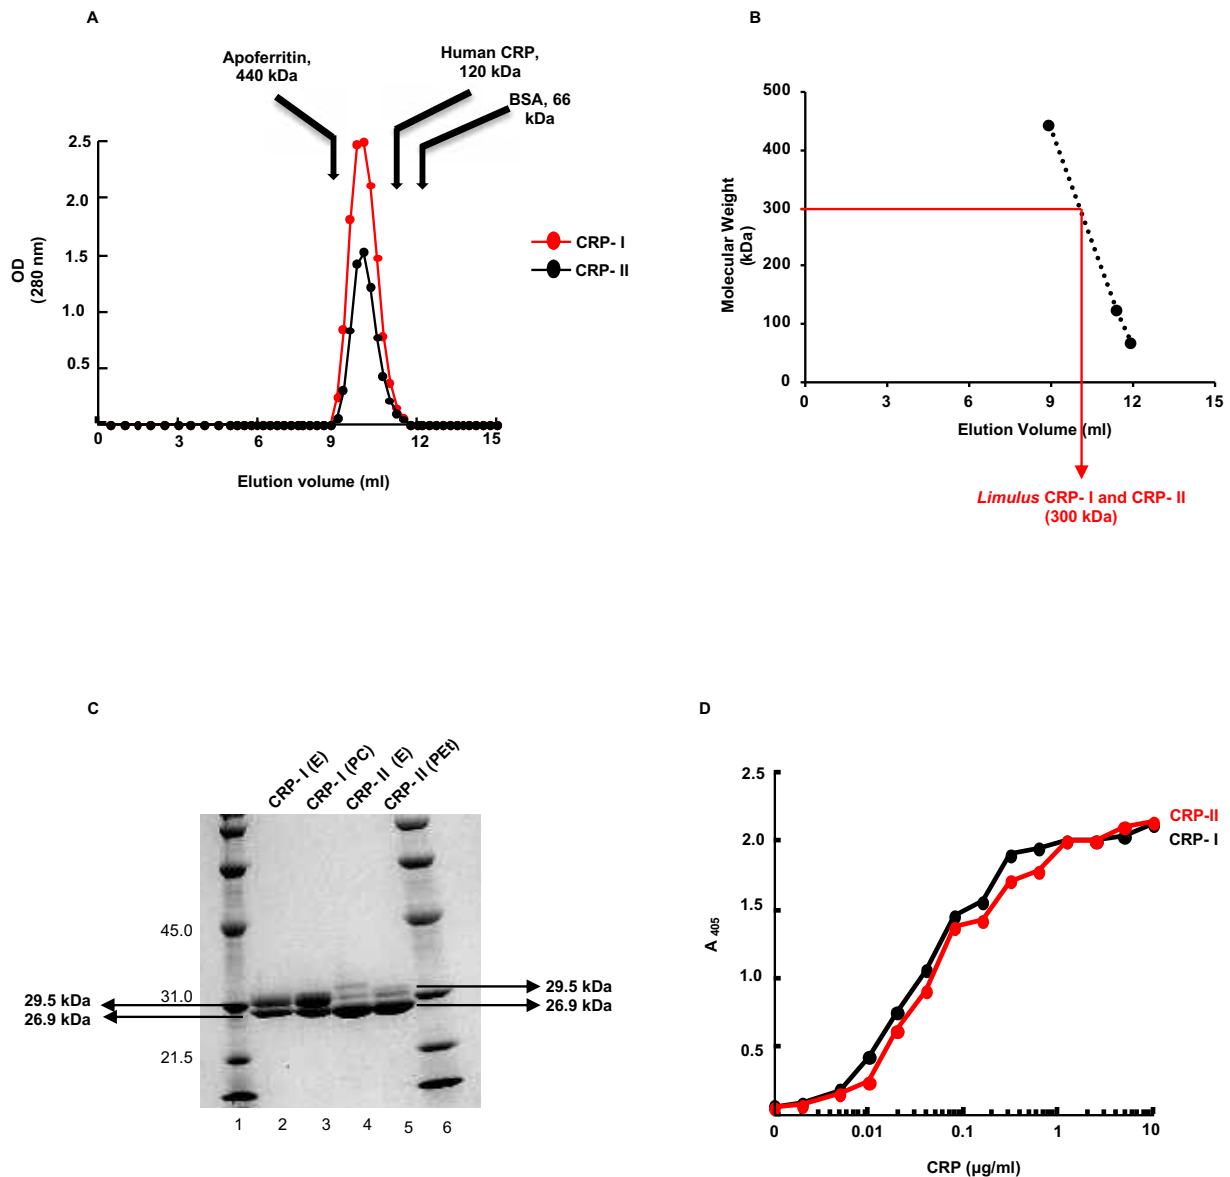 A
Apoferritin,
440 kDa
Human CRP,
120 kDa
BSA, 66
kDa
2.5
2.0
1.5
1.0
0.5
OD
(280 nm)
0
3
6
9
12
15
Elution volume (ml)
CRP- I
CRP- II
B
500
400
300
200
100
0
Molecular Weight
(kDa)
0
3
6
9
12
15
Elution Volume (ml)
Limulus CRP- I and CRP- II
(300 kDa)
C
CRP- I (E)
CRP- I (PC)
CRP- II (E)
CRP- II (PEt)
45.0
31.0
21.5
29.5 kDa
26.9 kDa
29.5 kDa
26.9 kDa
1
2
3
4
5
6
D
2.5
2.0
1.5
1.0
0.5
A 405
0
0.01
0.1
1
10
CRP (µg/ml)
CRP-II
CRP- I